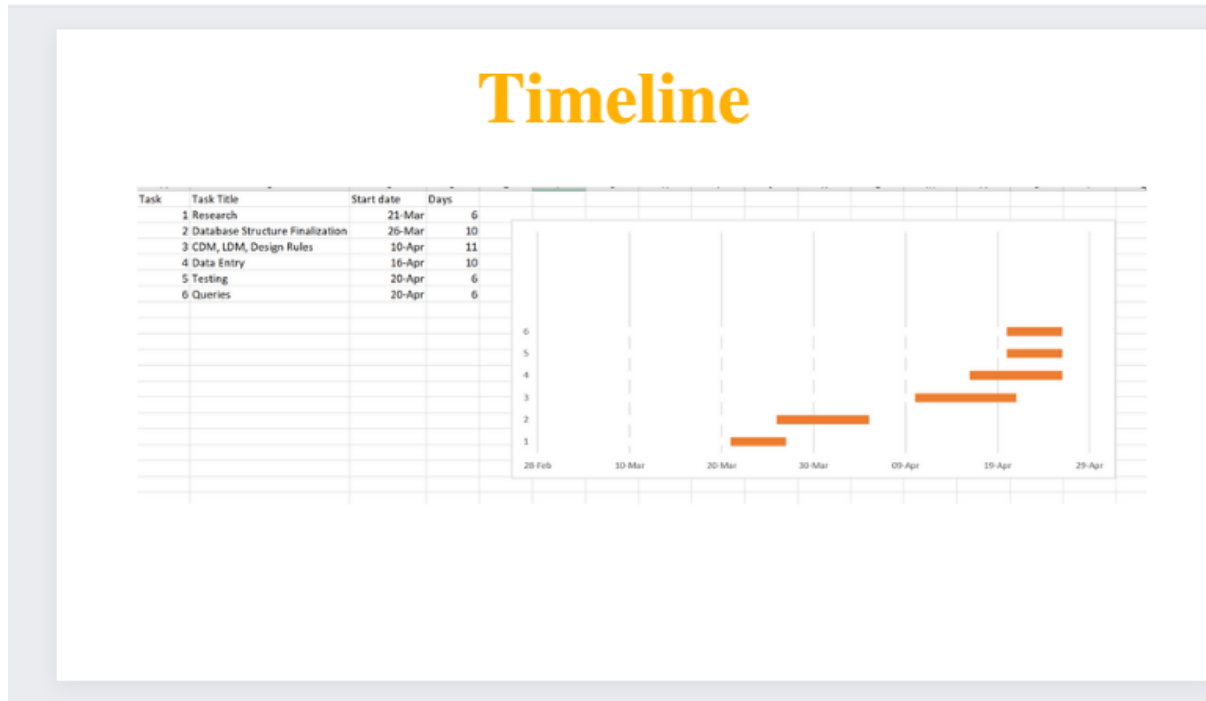 Timeline
Task Task Title Start date Days
1 Research 21-Mar 6
2 Database Structure Finalization 26-Mar 10
3 CDM, LDM, Design Rules 10-Apr 11
4 Data Entry 16-Apr 10
5 Testing 20-Apr 6
6 Queries 20-Apr 6
6
5
4
3
2
1
28-Feb 10-Mar 20-Mar 30-Mar 09-Apr 19-Apr 29-Apr